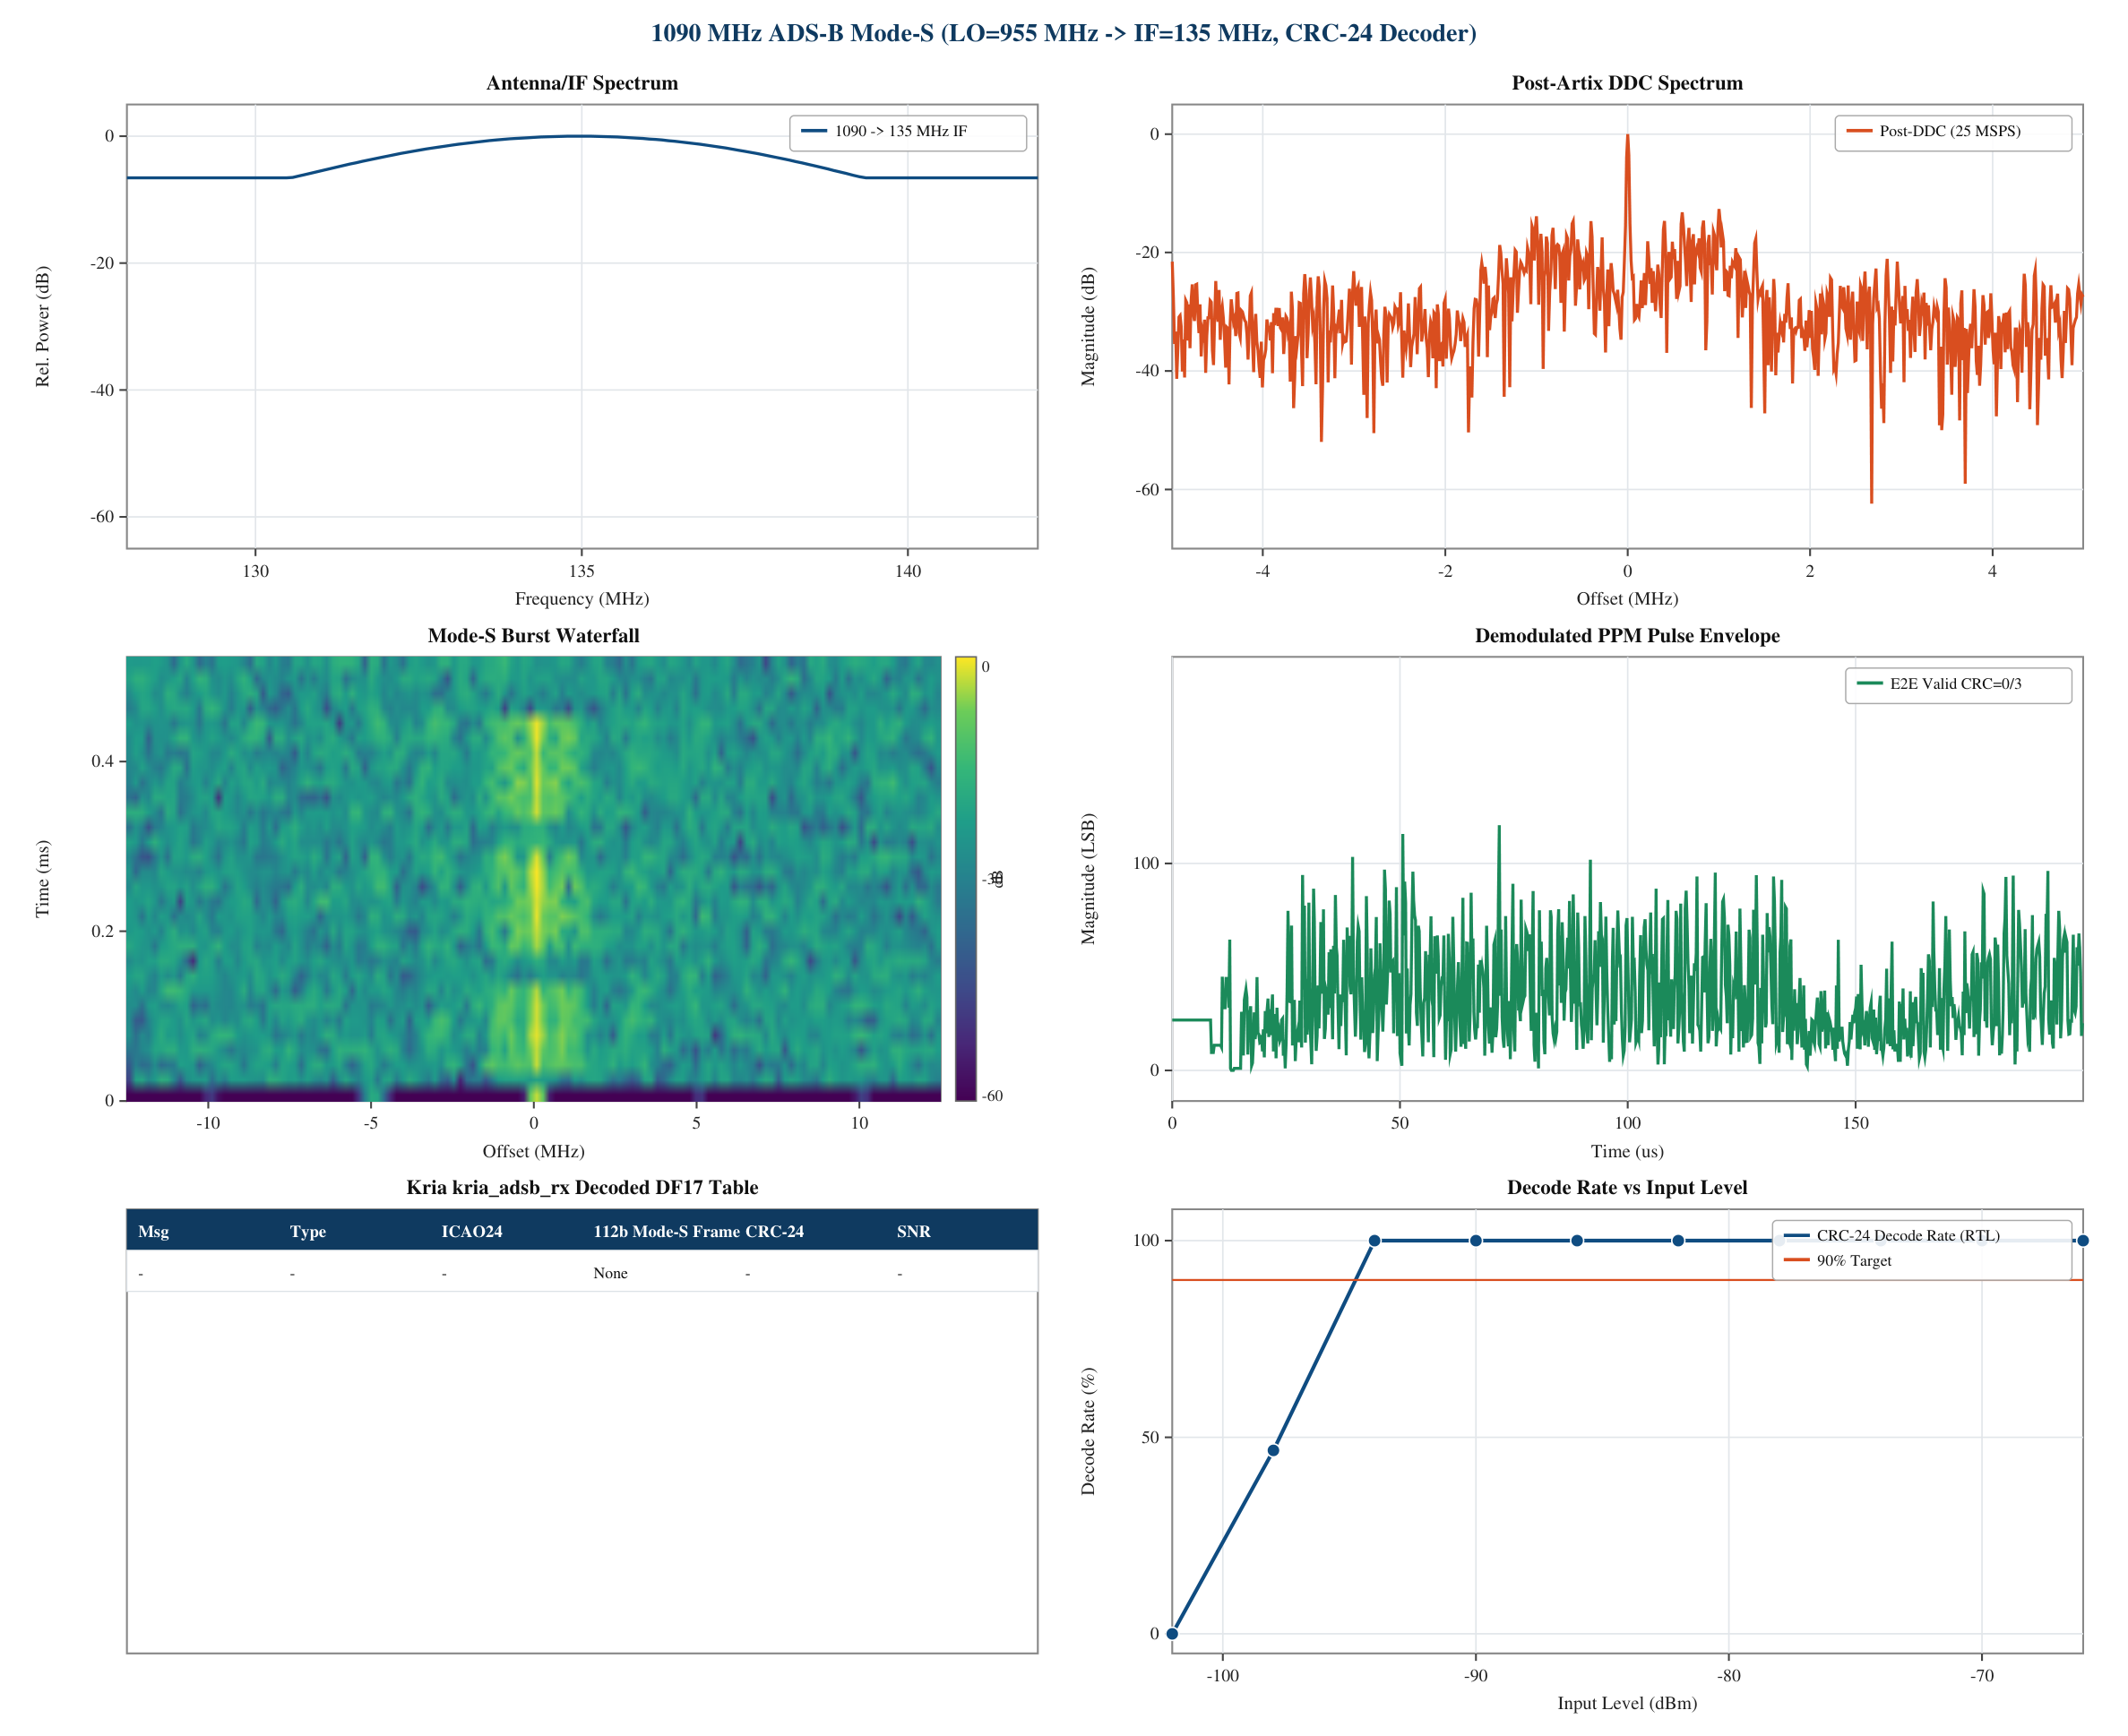 1090 MHz ADS-B Mode-S (LO=955 MHz -> IF=135 MHz, CRC-24 Decoder)
Antenna/IF Spectrum
1090 -> 135 MHz IF
Rel. Power (dB)
0
-20
-40
-60
130
135
140
Frequency (MHz)
Post-Artix DDC Spectrum
Post-DDC (25 MSPS)
Magnitude (dB)
0
-20
-40
-60
-4
-2
0
2
4
Offset (MHz)
Mode-S Burst Waterfall
Time (ms)
0.4
0.2
0
-10
-5
0
5
10
Offset (MHz)
0
-30
dB
-60
Demodulated PPM Pulse Envelope
E2E Valid CRC=0/3
Magnitude (LSB)
100
0
0
50
100
150
Time (us)
Kria kria_adsb_rx Decoded DF17 Table
Msg Type ICAO24 112b Mode-S Frame CRC-24 SNR
- - - None - -
Decode Rate vs Input Level
CRC-24 Decode Rate (RTL)
90% Target
Decode Rate (%)
100
50
0
-100
-90
-80
-70
Input Level (dBm)